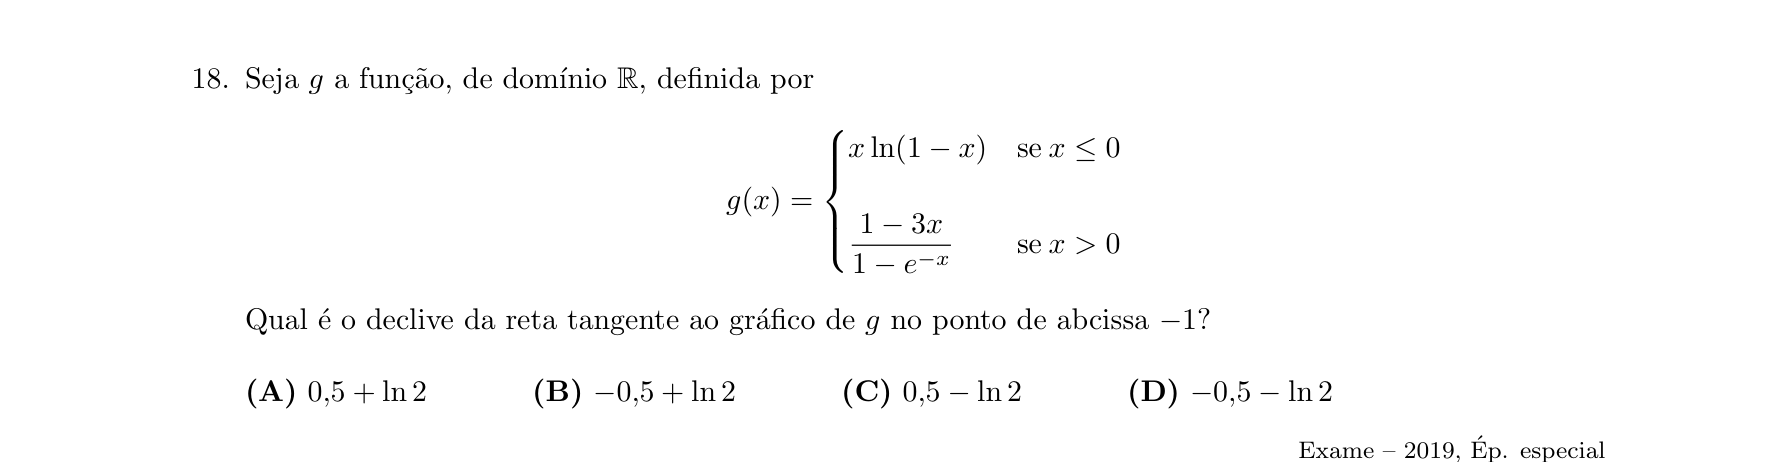 18. Seja g a função, de domínio ℝ, definida por
g(x) = { x ln(1 − x) se x ≤ 0
(1 − 3x)/(1 − e^{−x}) se x > 0
Qual é o declive da reta tangente ao gráfico de g no ponto de abcissa −1?
(A) 0,5 + ln 2 (B) −0,5 + ln 2 (C) 0,5 − ln 2 (D) −0,5 − ln 2
Exame – 2019, Ép. especial